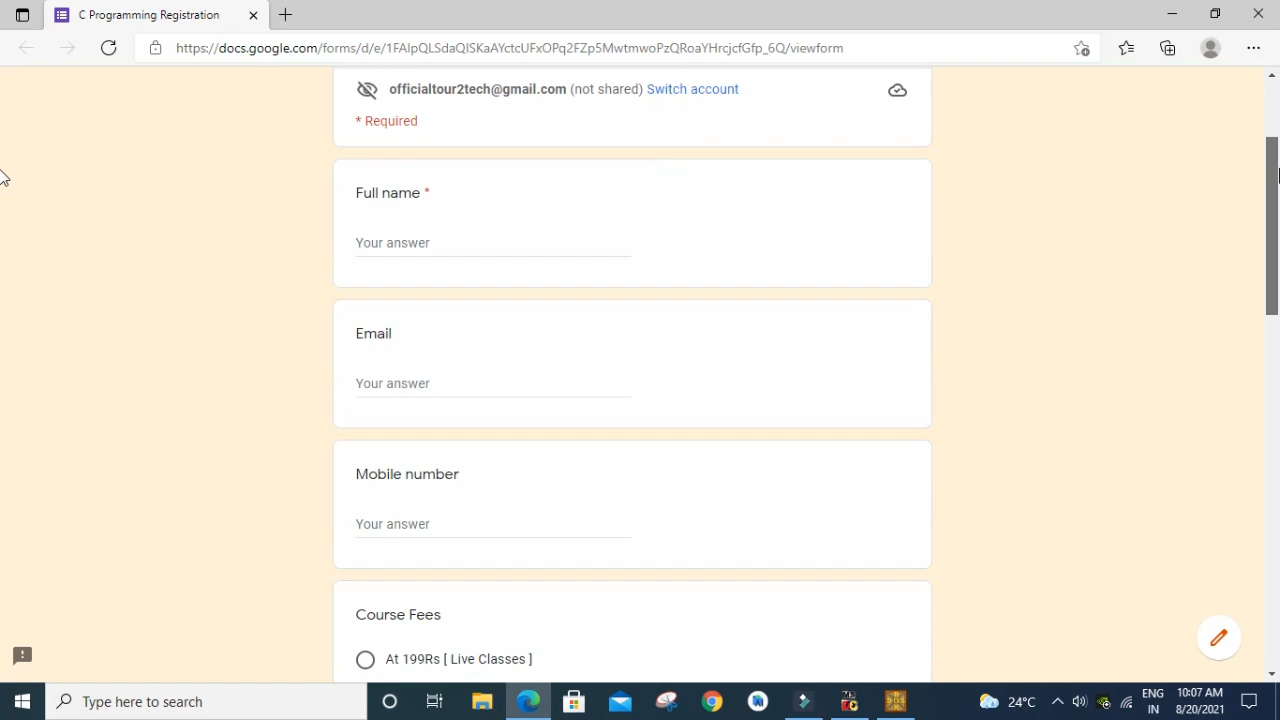 C Programming Registration
https://docs.google.com/forms/d/e/1FAIpQLSdaQISKaAYctcUFxOPq2FZp5MwtmwoPzQRoaYHrcjcfGfp_6Q/viewform
officialtour2tech@gmail.com (not shared) Switch account
* Required
Full name *
Your answer
Email
Your answer
Mobile number
Your answer
Course Fees
At 199Rs [ Live Classes ]
Type here to search
24°C
ENG
IN
10:07 AM
8/20/2021